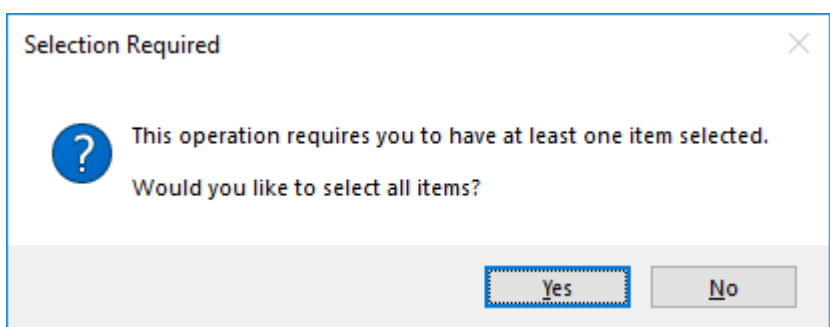 Selection Required
This operation requires you to have at least one item selected.
Would you like to select all items?
Yes No